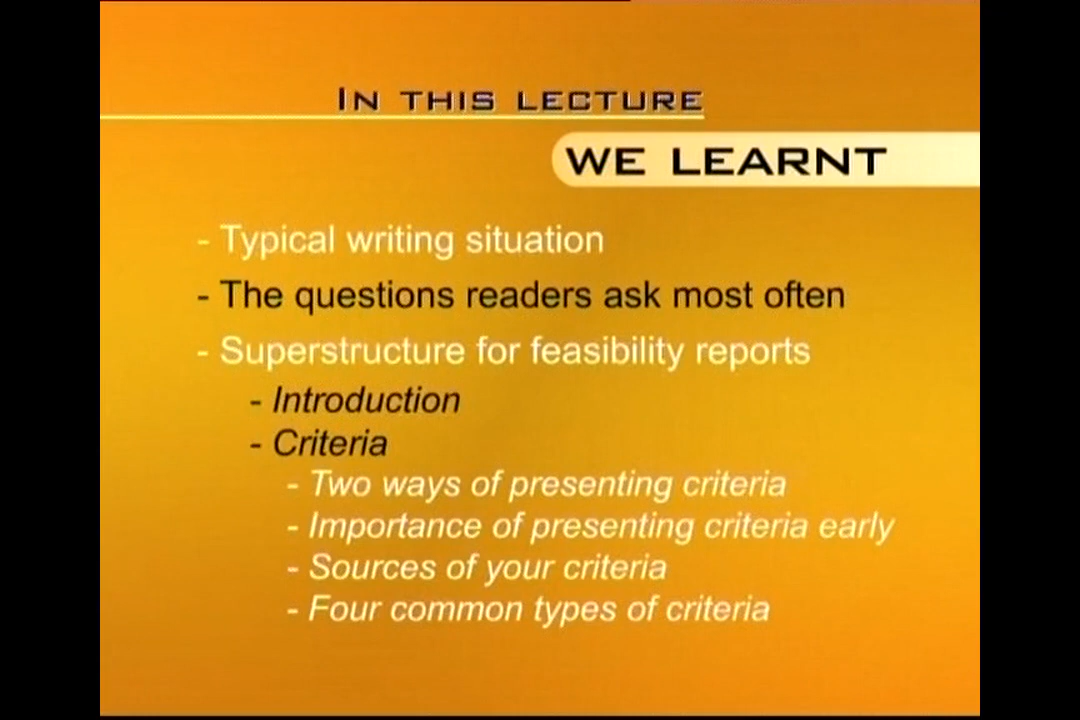 IN THIS LECTURE
WE LEARNT
- Typical writing situation
- The questions readers ask most often
- Superstructure for feasibility reports
- Introduction
- Criteria
- Two ways of presenting criteria
- Importance of presenting criteria early
- Sources of your criteria
- Four common types of criteria